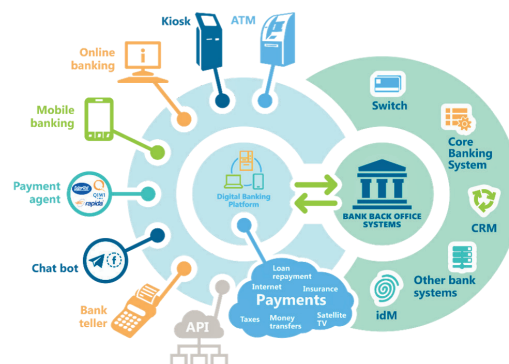 Kiosk
ATM
Online
banking
Mobile
banking
Payment
agent
QIWI
rapida
Chat bot
Bank
teller
API
Digital Banking
Platform
BANK BACK OFFICE
SYSTEMS
Switch
Core
Banking
System
CRM
Other bank
systems
idM
Loan
repayment
Internet
Insurance
Payments
Taxes
Money
transfers
Satellite
TV